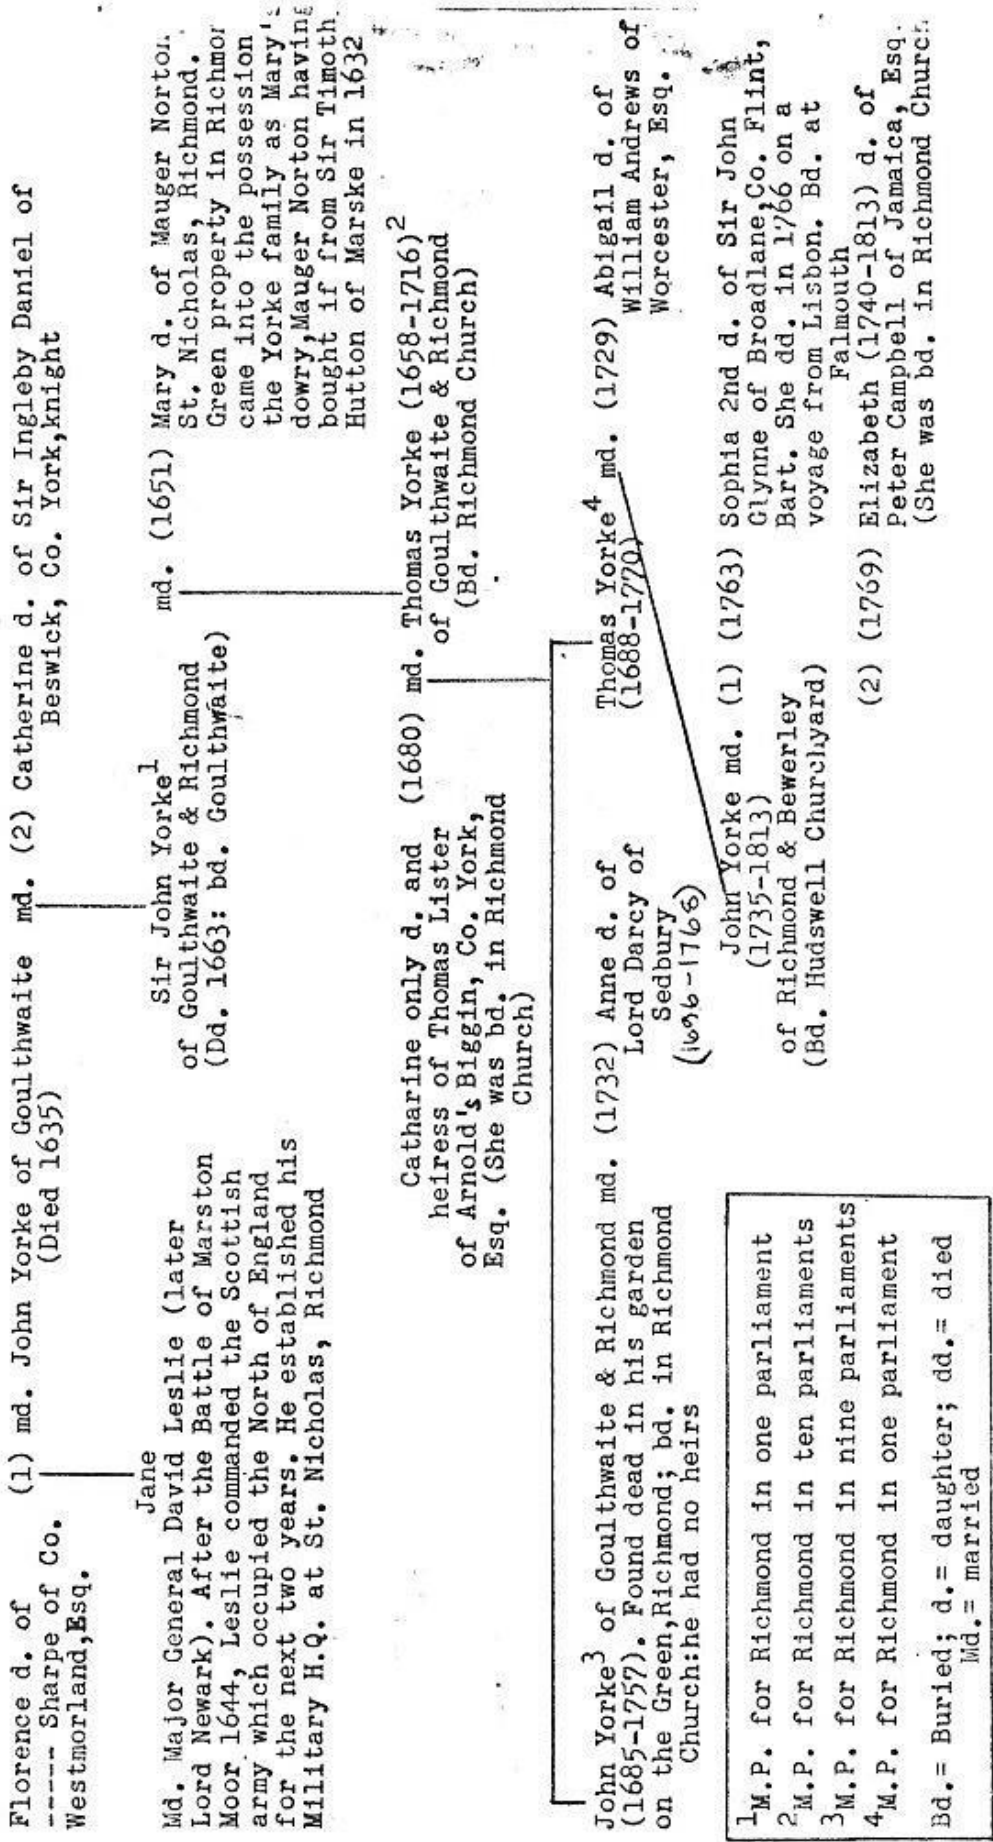 Florence d. of
---- Sharpe of Co.
Westmorland,Esq.
(1) md. John Yorke of Goulthwaite md. (2) Catherine d. of Sir Ingleby Daniel of
(Died 1635)
Beswick, Co. York,knight
Jane
Md. Major General David Leslie (later
Lord Newark). After the Battle of Marston
Moor 1644, Leslie commanded the Scottish
army which occupied the North of England
for the next two years. He established his
Military H.Q. at St. Nicholas, Richmond
Sir John Yorke1
of Goulthwaite & Richmond
(Dd. 1663: bd. Goulthwaite)
md. (1651) Mary d. of Mauger Norton
St. Nicholas, Richmond.
Green property in Richmon
came into the possession
the Yorke family as Mary's
dowry,Mauger Norton having
bought if from Sir Timoth
Hutton of Marske in 1632
Catharine only d. and
heiress of Thomas Lister
of Arnold's Biggin, Co. York,
Esq. (She was bd. in Richmond
Church)
(1680) md. Thomas Yorke (1658-1716)2
of Goulthwaite & Richmond
(Bd. Richmond Church)
John Yorke3 of Goulthwaite & Richmond md. (1732) Anne d. of
(1685-1757). Found dead in his garden
on the Green,Richmond; bd. in Richmond
Church:he had no heirs
Lord Darcy of
Sedbury
(1696-1768)
Thomas Yorke4 md. (1729) Abigail d. of
(1688-1770)
William Andrews of
Worcester, Esq.
John Yorke md. (1) (1763) Sophia 2nd d. of Sir John
(1735-1813)
of Richmond & Bewerley
(Bd. Hudswell Churchyard)
Glynne of Broadlane,Co. Flint,
Bart. She dd. in 1766 on a
voyage from Lisbon. Bd. at
Falmouth
(2) (1769) Elizabeth (1740-1813) d. of
Peter Campbell of Jamaica, Esq.
(She was bd. in Richmond Church
1M.P. for Richmond in one parliament
2M.P. for Richmond in ten parliaments
3M.P. for Richmond in nine parliaments
4M.P. for Richmond in one parliament
Bd.= Buried; d.= daughter; dd.= died
Md.= married